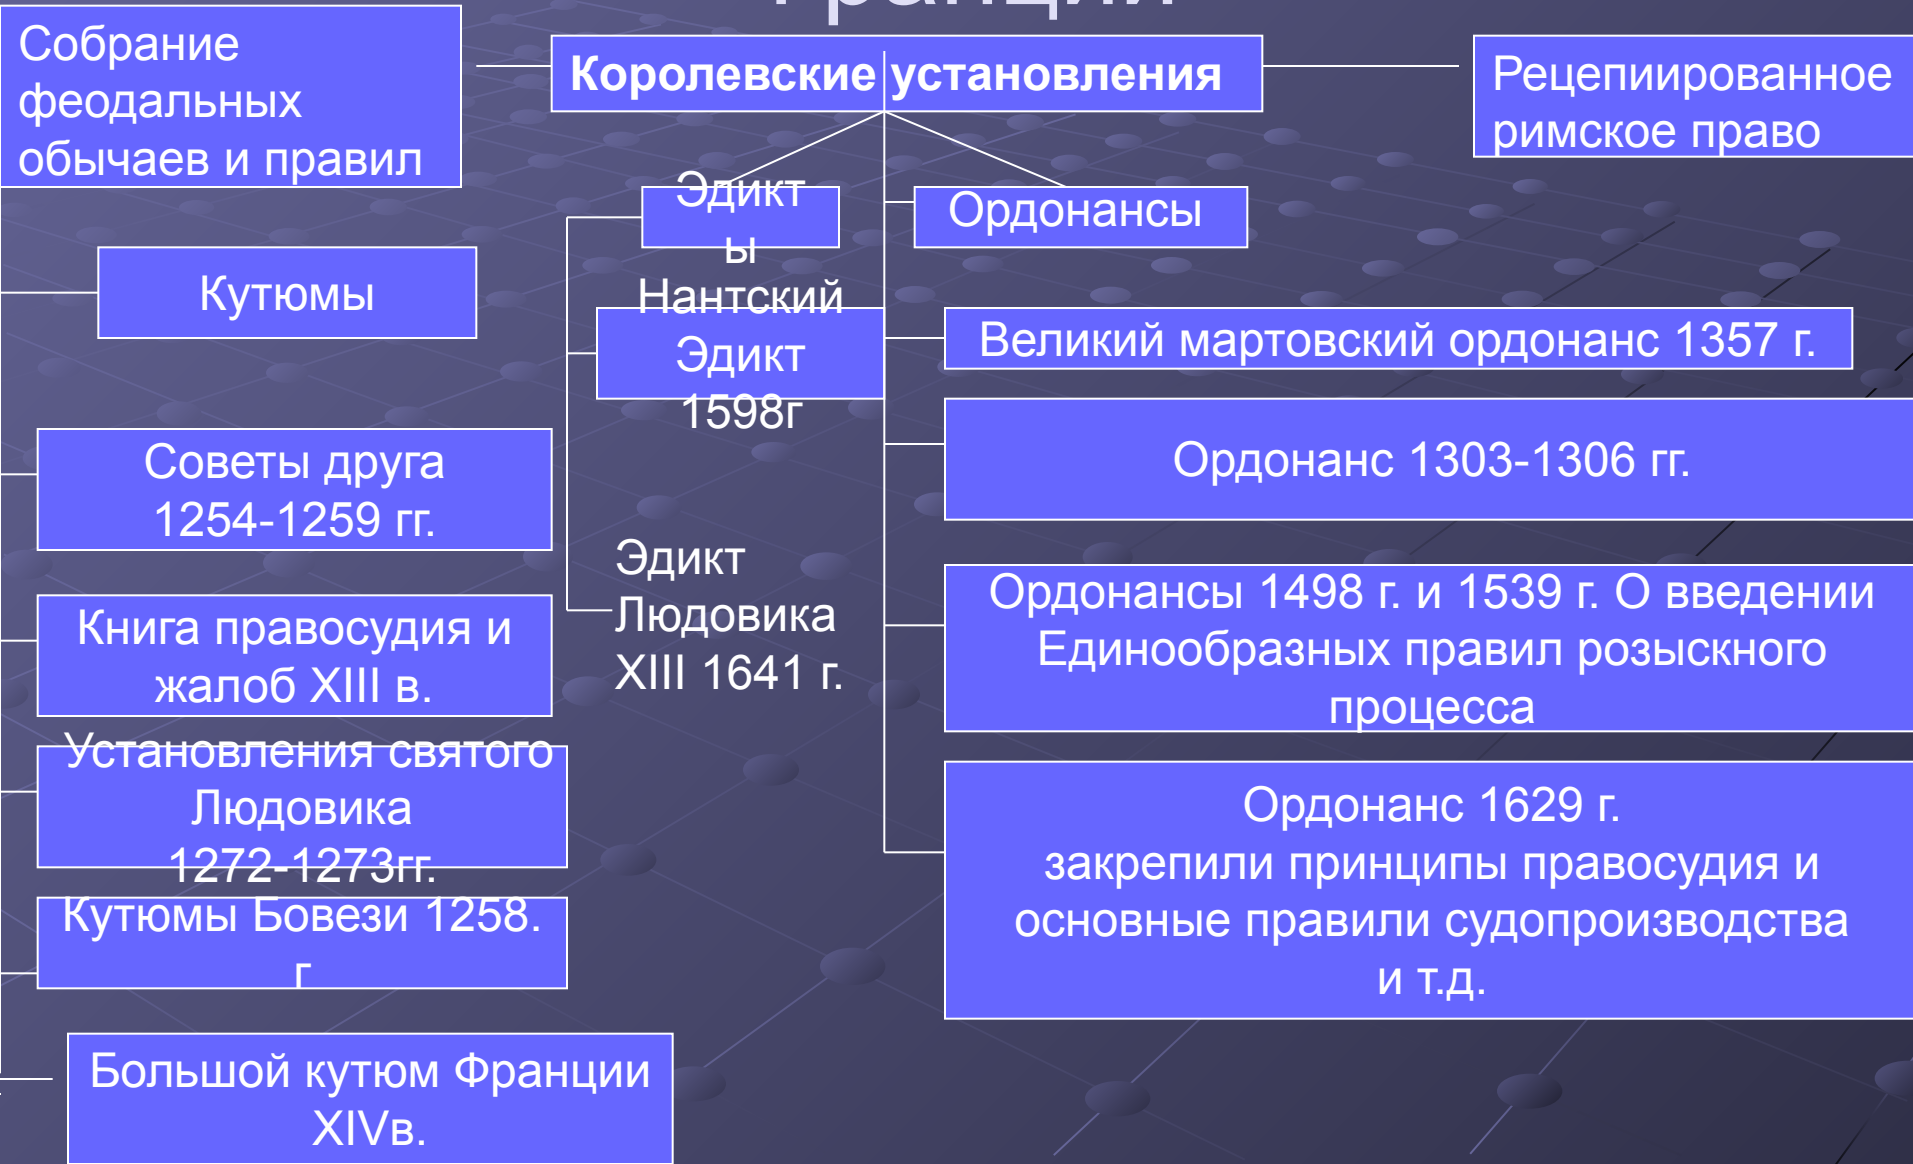 Франции
Собрание
феодальных
обычаев и правил
Королевские установления
Рецепиированное
римское право
Кутюмы
Советы друга
1254-1259 гг.
Книга правосудия и
жалоб XIII в.
Установления святого
Людовика
1272-1273гг.
Кутюмы Бовези 1258.
г
Большой кутюм Франции
XIVв.
Эдикт
ы
Нантский
Эдикт
1598г
Эдикт
Людовика
XIII 1641 г.
Ордонансы
Великий мартовский ордонанс 1357 г.
Ордонанс 1303-1306 гг.
Ордонансы 1498 г. и 1539 г. О введении
Единообразных правил розыскного
процесса
Ордонанс 1629 г.
закрепили принципы правосудия и
основные правили судопроизводства
и т.д.